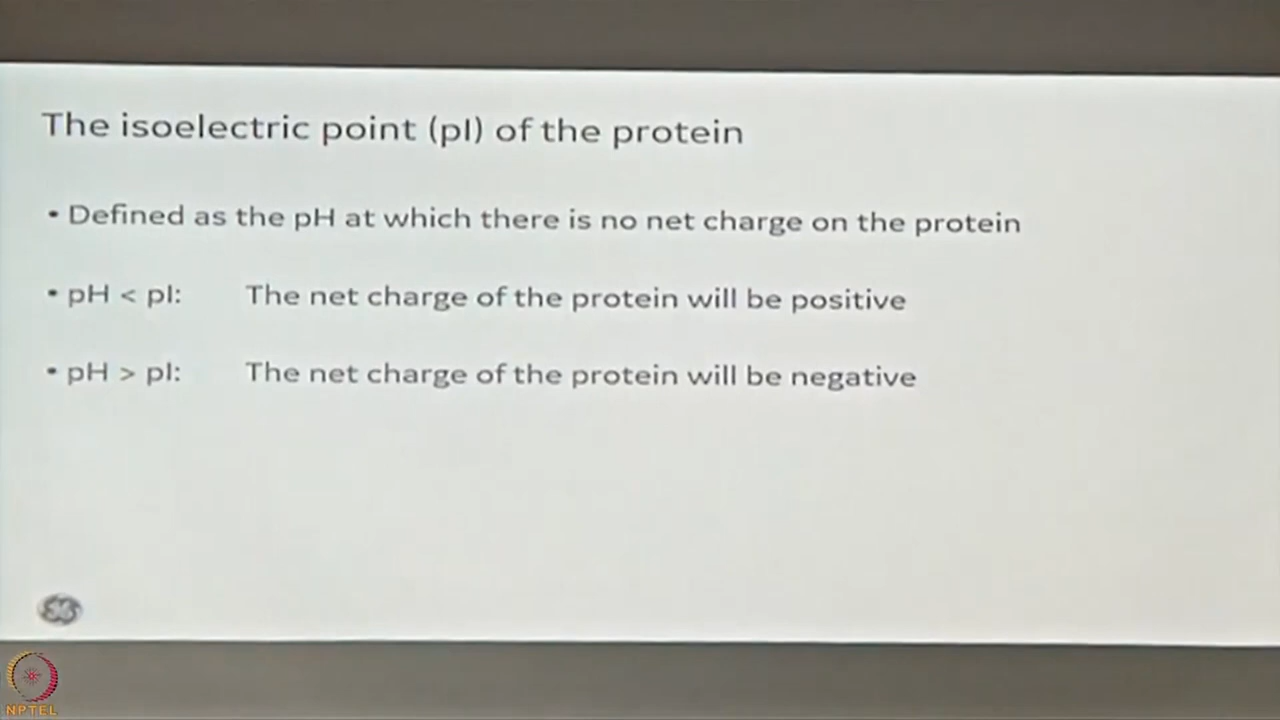 The isoelectric point (pI) of the protein
• Defined as the pH at which there is no net charge on the protein
• pH < pI: The net charge of the protein will be positive
• pH > pI: The net charge of the protein will be negative
GE
NPTEL